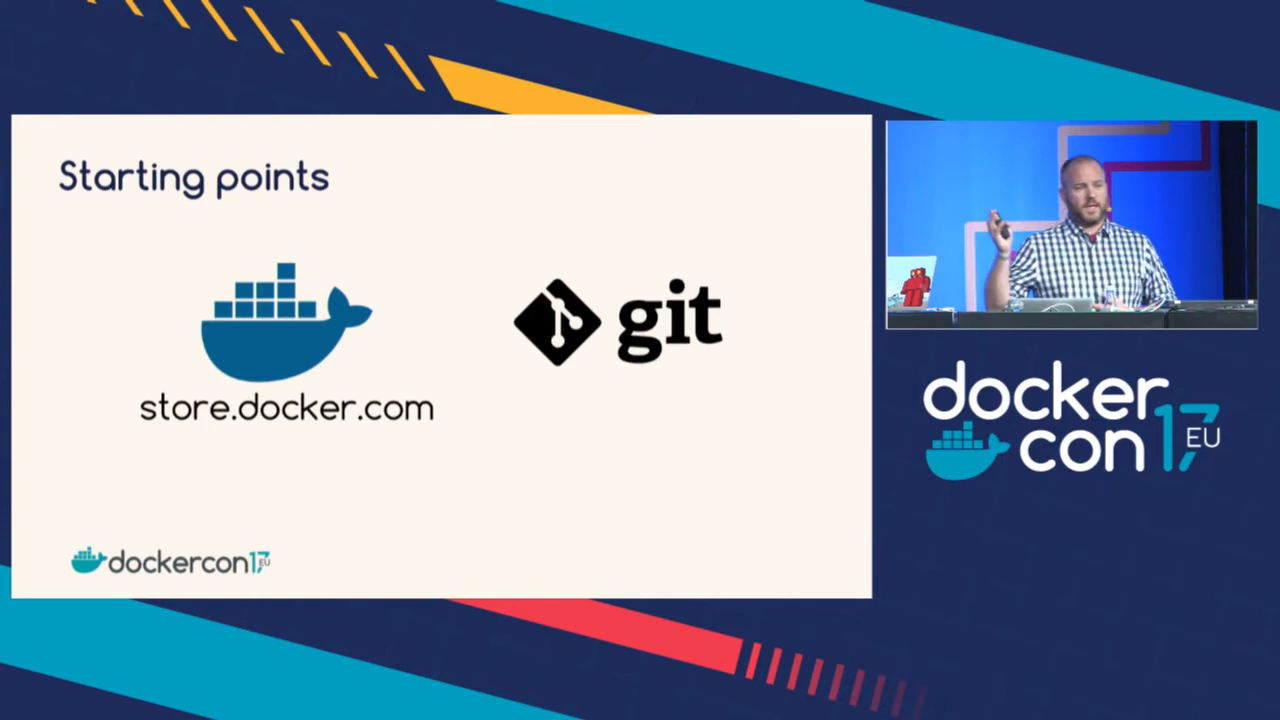 Starting points
store.docker.com
git
dockercon17 EU
docker
con 17 EU